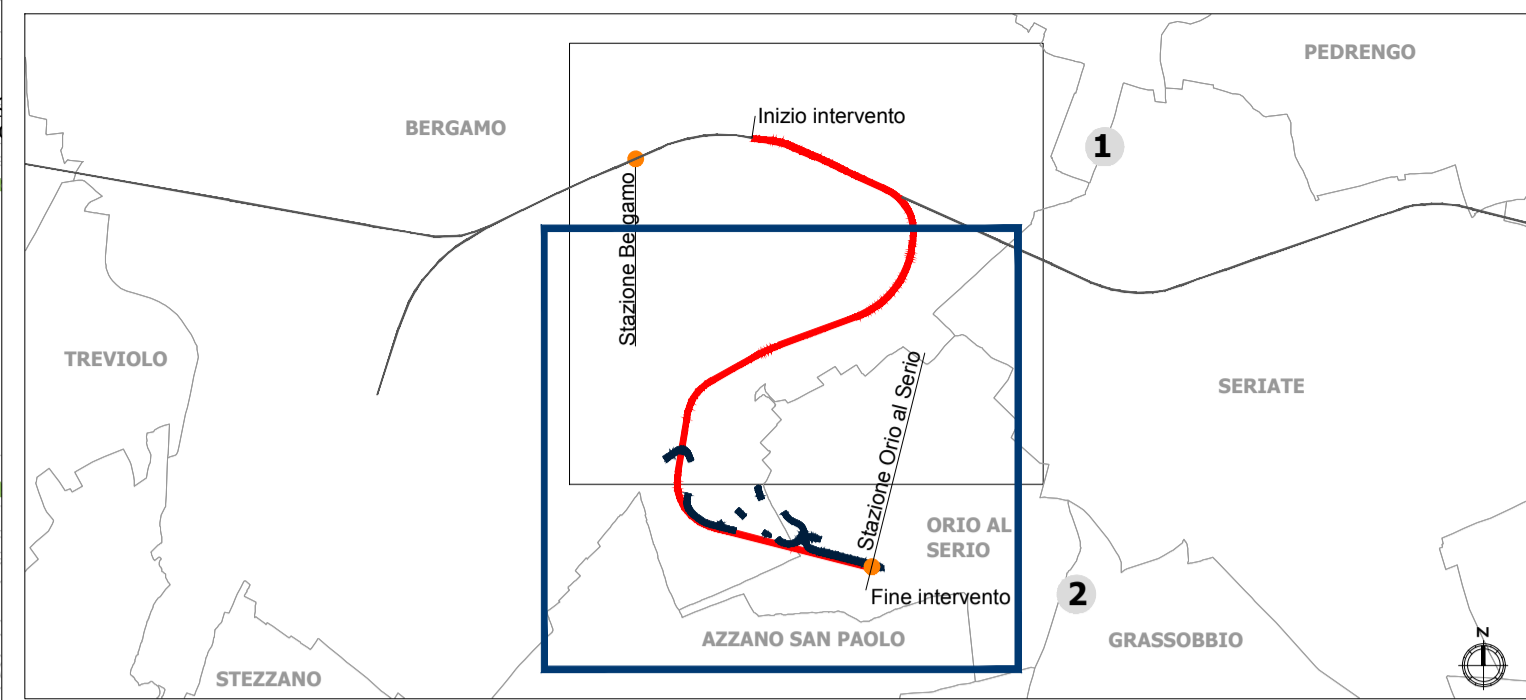 PEDRENGO
Inizio intervento
BERGAMO
1
Stazione Bergamo
TREVIOLO
SERIATE
Stazione Orio al Serio
ORIO AL
SERIO
2
Fine intervento
AZZANO SAN PAOLO
GRASSOBBIO
N
STEZZANO